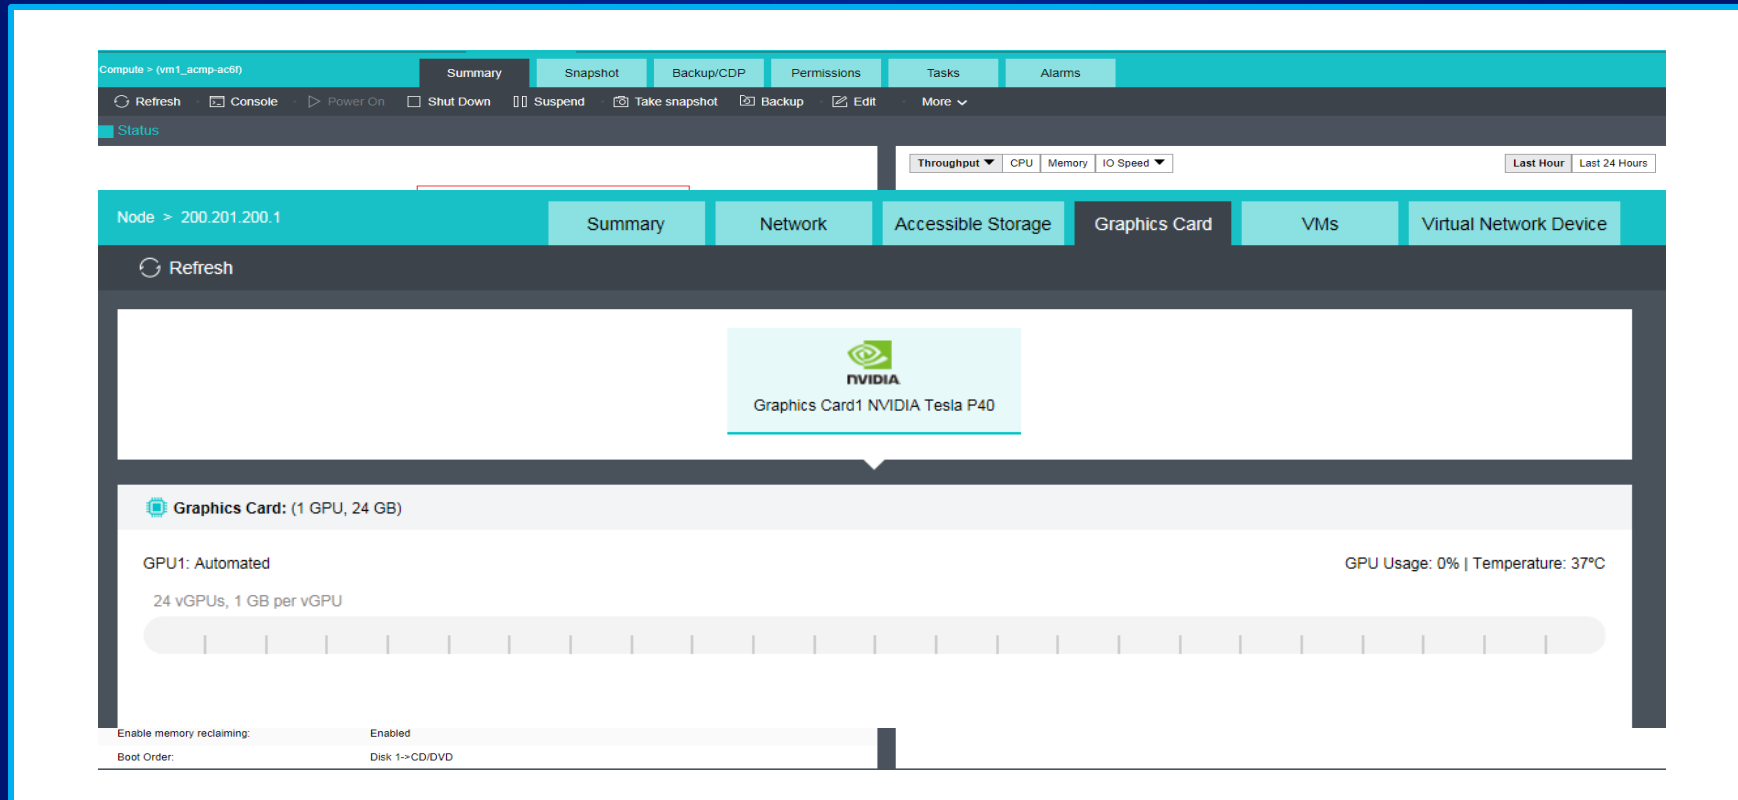 Compute > (vm1_acmp-ac6f)
Summary Snapshot Backup/CDP Permissions Tasks Alarms
Refresh Console Power On Shut Down Suspend Take snapshot Backup Edit More
Status
Throughput CPU Memory IO Speed Last Hour Last 24 Hours
Node > 200.201.200.1
Summary Network Accessible Storage Graphics Card VMs Virtual Network Device
Refresh
NVIDIA
Graphics Card1 NVIDIA Tesla P40
Graphics Card: (1 GPU, 24 GB)
GPU1: Automated GPU Usage: 0% | Temperature: 37°C
24 vGPUs, 1 GB per vGPU
Enable memory reclaiming: Enabled
Boot Order: Disk 1->CD/DVD